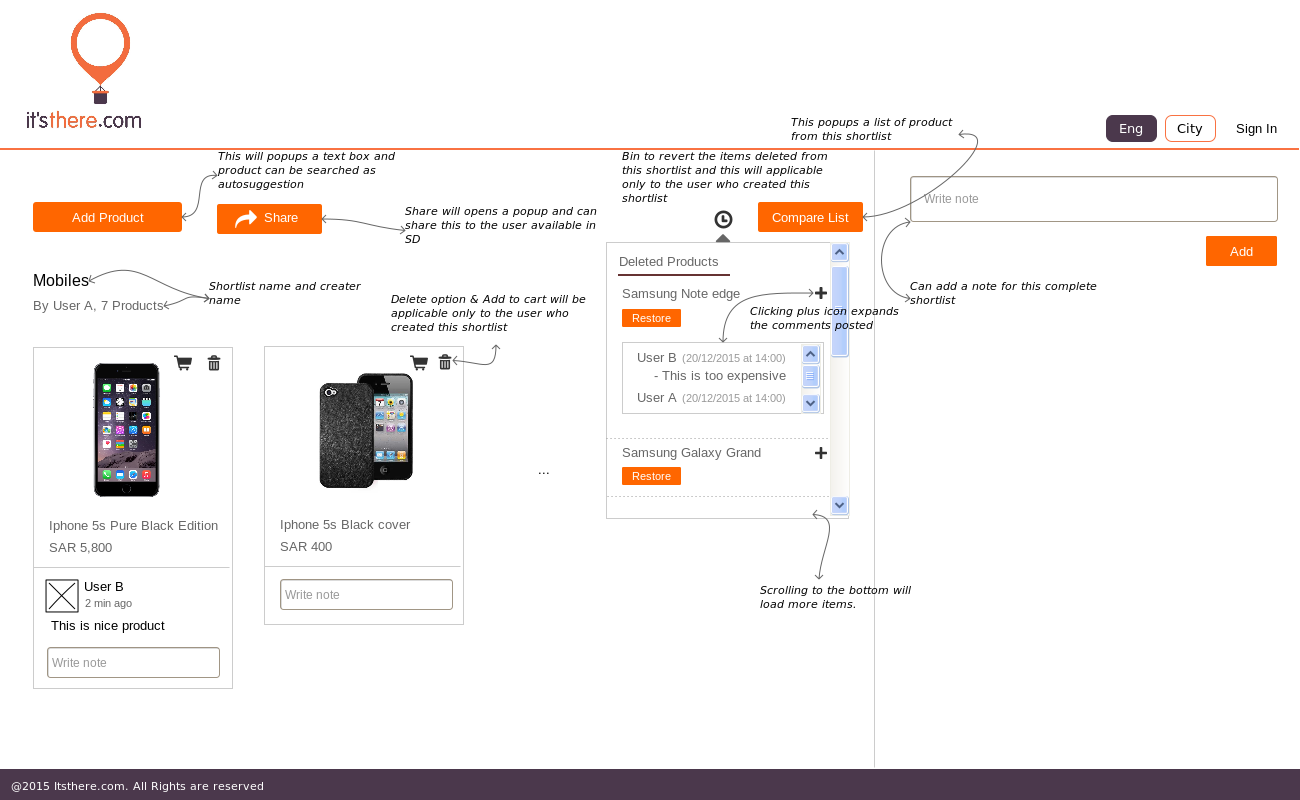 it'sthere.com
Eng
City
Sign In
This popups a list of product
from this shortlist
This will popups a text box and
product can be searched as
autosuggestion
Bin to revert the items deleted from
this shortlist and this will applicable
only to the user who created this
shortlist
Add Product
Share
Share will opens a popup and can
share this to the user available in
SD
Compare List
Write note
Add
Mobiles
By User A, 7 Products
Shortlist name and creater
name
Delete option & Add to cart will be
applicable only to the user who
created this shortlist
Deleted Products
Samsung Note edge
Restore
Clicking plus icon expands
the comments posted
User B (20/12/2015 at 14:00)
- This is too expensive
User A (20/12/2015 at 14:00)
Samsung Galaxy Grand
Restore
Can add a note for this complete
shortlist
Scrolling to the bottom will
load more items.
...
Iphone 5s Pure Black Edition
SAR 5,800
User B
2 min ago
This is nice product
Write note
Iphone 5s Black cover
SAR 400
Write note
@2015 Itsthere.com. All Rights are reserved